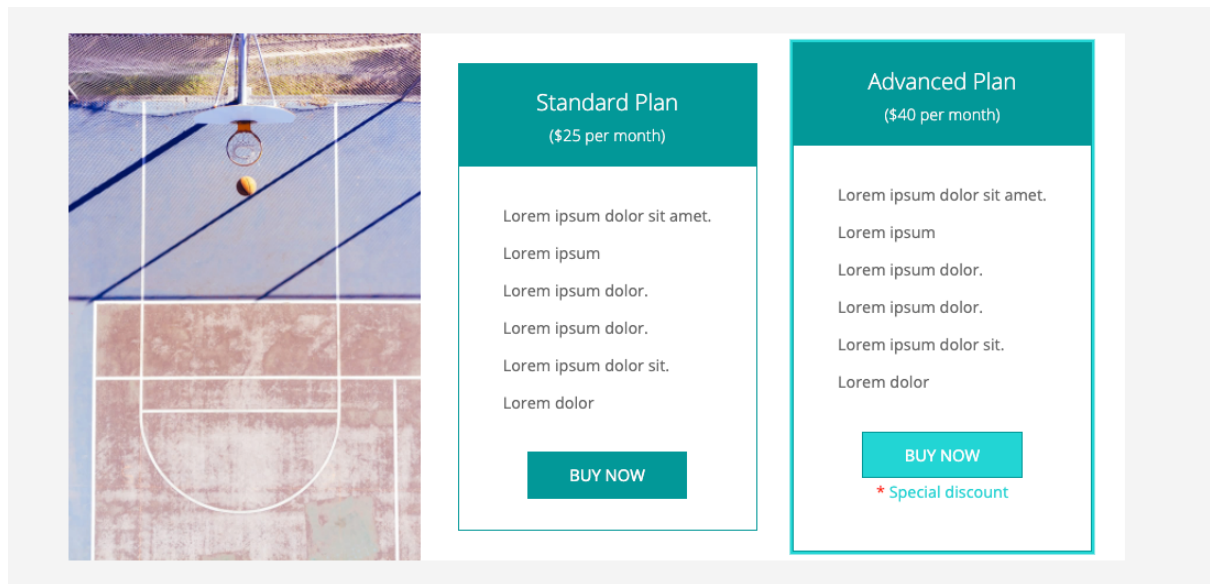 Standard Plan
($25 per month)
Lorem ipsum dolor sit amet.
Lorem ipsum
Lorem ipsum dolor.
Lorem ipsum dolor.
Lorem ipsum dolor sit.
Lorem dolor
BUY NOW
Advanced Plan
($40 per month)
Lorem ipsum dolor sit amet.
Lorem ipsum
Lorem ipsum dolor.
Lorem ipsum dolor.
Lorem ipsum dolor sit.
Lorem dolor
BUY NOW
* Special discount